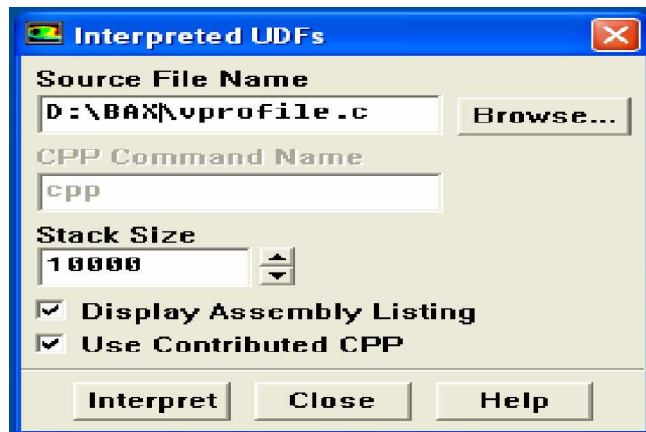 Interpreted UDFs
Source File Name
D:\BAX\vprofile.c
Browse...
CPP Command Name
cpp
Stack Size
10000
Display Assembly Listing
Use Contributed CPP
Interpret Close Help